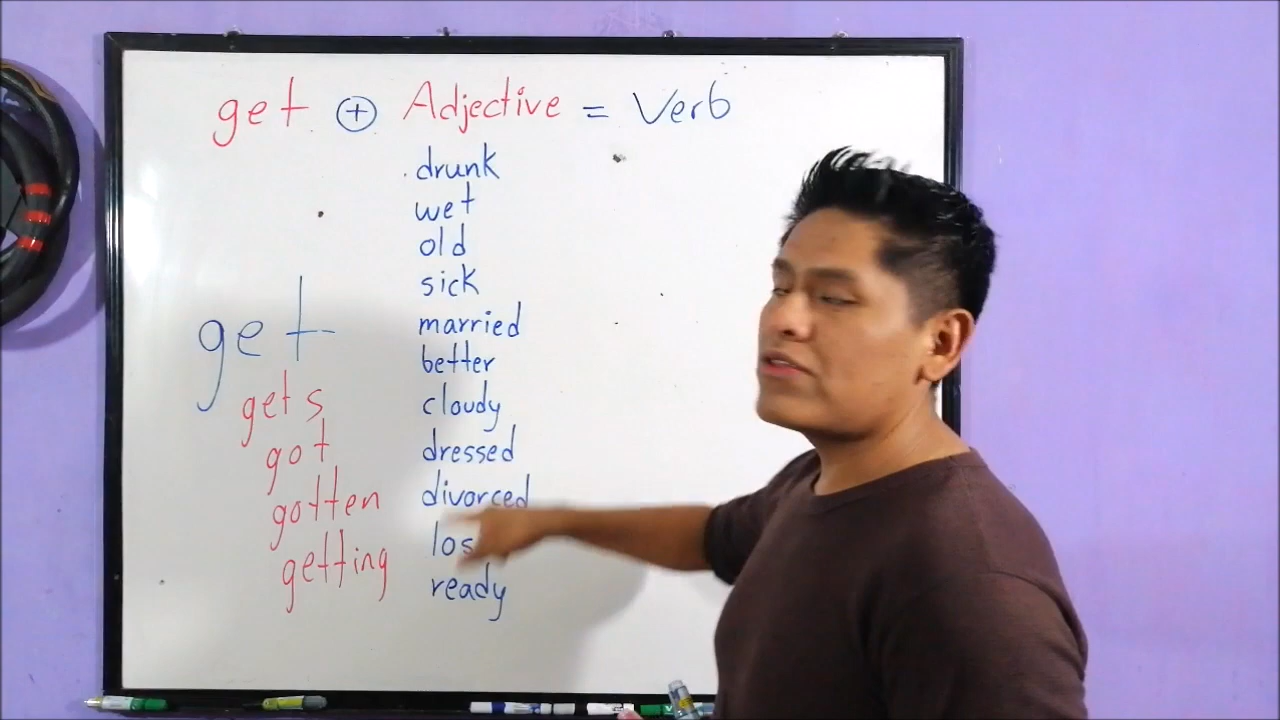 get + Adjective = Verb
drunk
wet
old
sick
get
married
better
gets
cloudy
got
dressed
gotten
divorced
getting
ready